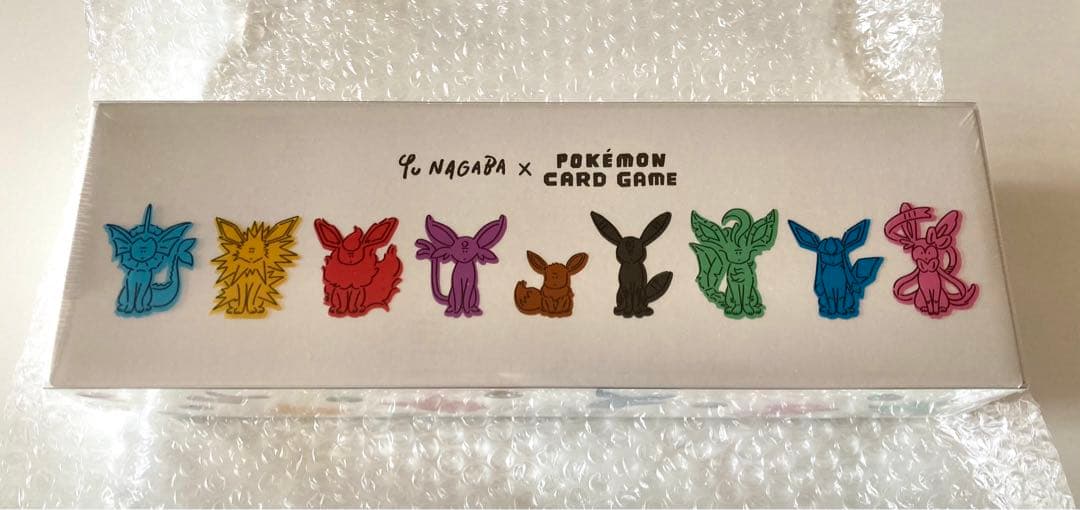 Yu NAGABA × POKÉMON
CARD GAME